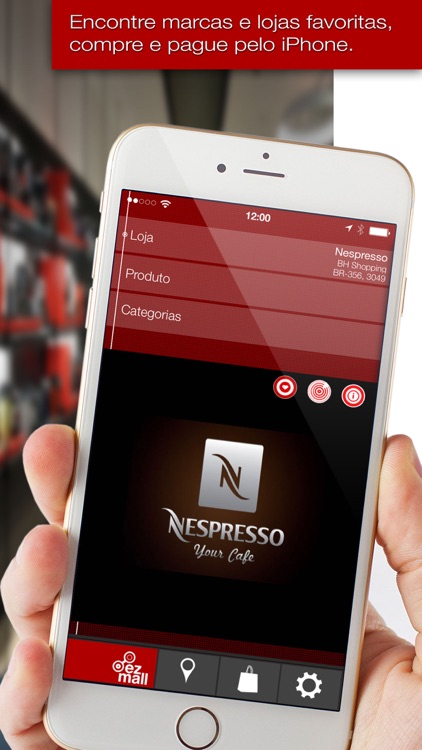 Encontre marcas e lojas favoritas,
compre e pague pelo iPhone.
12:00
Loja
Nespresso
BH Shopping
BR-356, 3049
Produto
Categorias
N
NESPRESSO
Your Cafe
ez
mall